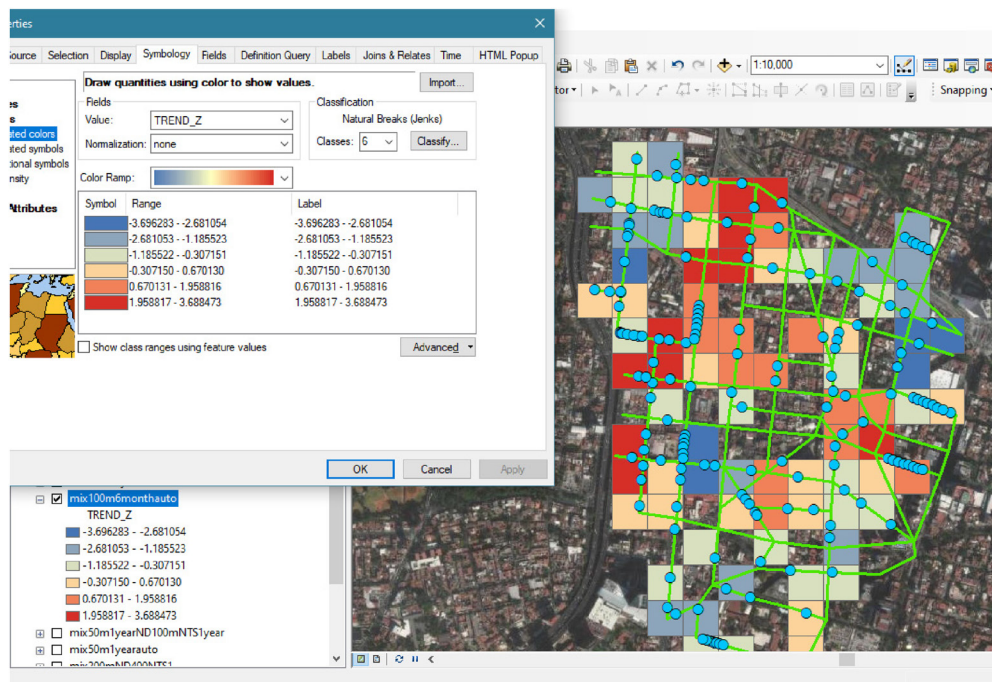 erties
Source Selection Display Symbology Fields Definition Query Labels Joins & Relates Time HTML Popup
Draw quantities using color to show values.
Import...
Fields
Value: TREND_Z
Normalization: none
Classification
Natural Breaks (Jenks)
Classes: 6 Classify...
Color Ramp:
Symbol Range Label
-3.696283 - -2.681054 -3.696283 - -2.681054
-2.681053 - -1.185523 -2.681053 - -1.185523
-1.185522 - -0.307151 -1.185522 - -0.307151
-0.307150 - 0.670130 -0.307150 - 0.670130
0.670131 - 1.958816 0.670131 - 1.958816
1.958817 - 3.688473 1.958817 - 3.688473
Show class ranges using feature values
Advanced
es
s
ated colors
ated symbols
tional symbols
nsity
Attributes
OK Cancel Apply
1:10,000
tor
Snapping
mix100m6monthauto
TREND_Z
-3.696283 - -2.681054
-2.681053 - -1.185523
-1.185522 - -0.307151
-0.307150 - 0.670130
0.670131 - 1.958816
1.958817 - 3.688473
mix50m1yearND100mNTS1year
mix50m1yearauto
mix200mND400NTS1